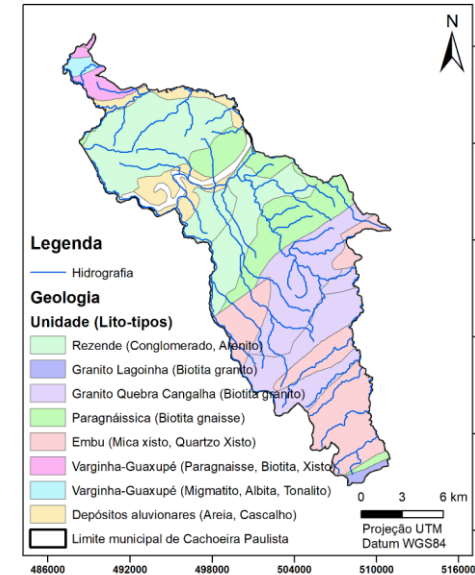 N
Legenda
Hidrografia
Geologia
Unidade (Lito-tipos)
Rezende (Conglomerado, Arenito)
Granito Lagoinha (Biotita granito)
Granito Quebra Cangalha (Biotita granito)
Paragnáissica (Biotita gnaisse)
Embu (Mica xisto, Quartzo Xisto)
Varginha-Guaxupé (Paragnaisse, Biotita, Xisto)
Varginha-Guaxupé (Migmatito, Albita, Tonalito)
Depósitos aluvionares (Areia, Cascalho)
Limite municipal de Cachoeira Paulista
0 3 6 km
Projeção UTM
Datum WGS84
486000 492000 498000 504000 510000 516000